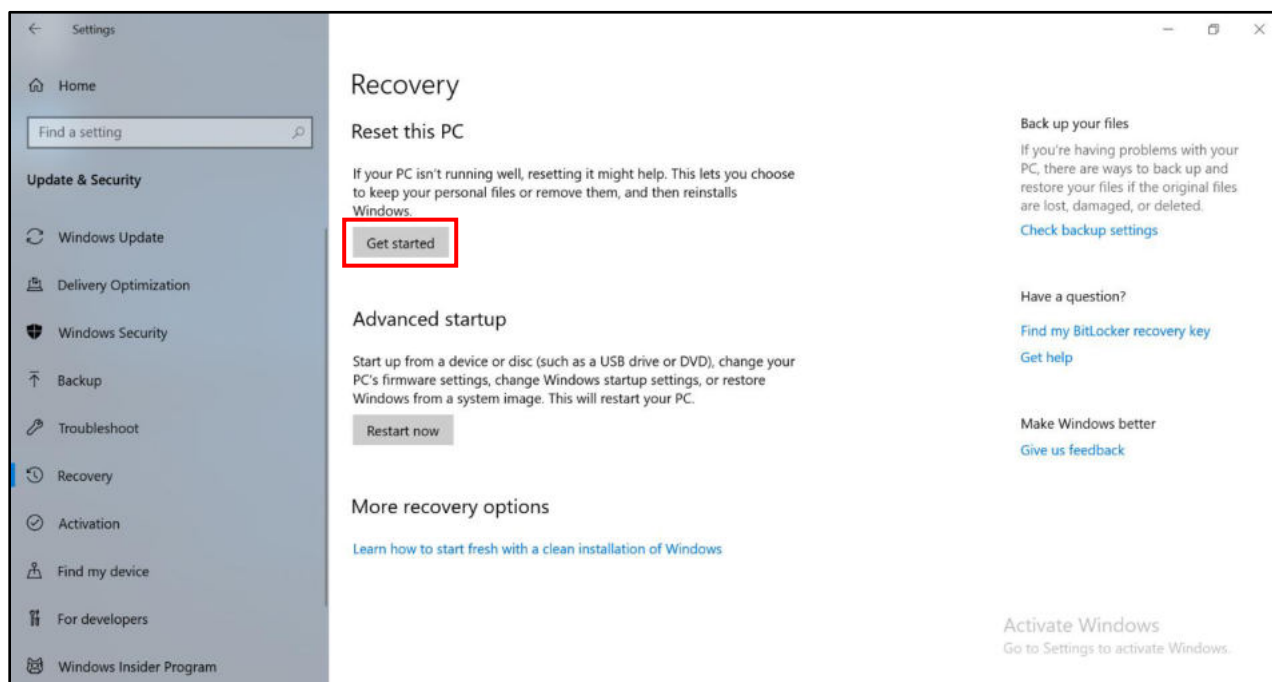 Settings
Home
Find a setting
Update & Security
Windows Update
Delivery Optimization
Windows Security
Backup
Troubleshoot
Recovery
Activation
Find my device
For developers
Windows Insider Program
Recovery
Reset this PC
If your PC isn't running well, resetting it might help. This lets you choose
to keep your personal files or remove them, and then reinstalls
Windows.
Get started
Advanced startup
Start up from a device or disc (such as a USB drive or DVD), change your
PC's firmware settings, change Windows startup settings, or restore
Windows from a system image. This will restart your PC.
Restart now
More recovery options
Learn how to start fresh with a clean installation of Windows
Back up your files
If you're having problems with your
PC, there are ways to back up and
restore your files if the original files
are lost, damaged, or deleted.
Check backup settings
Have a question?
Find my BitLocker recovery key
Get help
Make Windows better
Give us feedback
Activate Windows
Go to Settings to activate Windows.